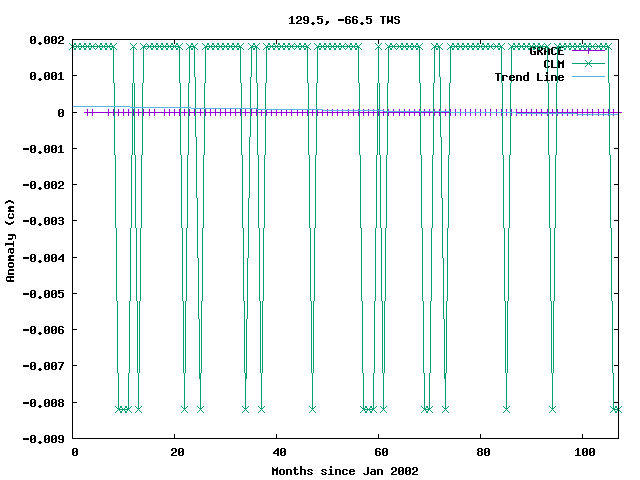 129.5, -66.5 TWS
GRACE
CLM
Trend Line
0.002
0.001
0
-0.001
-0.002
-0.003
-0.004
-0.005
-0.006
-0.007
-0.008
-0.009
Anomaly (cm)
0 20 40 60 80 100
Months since Jan 2002